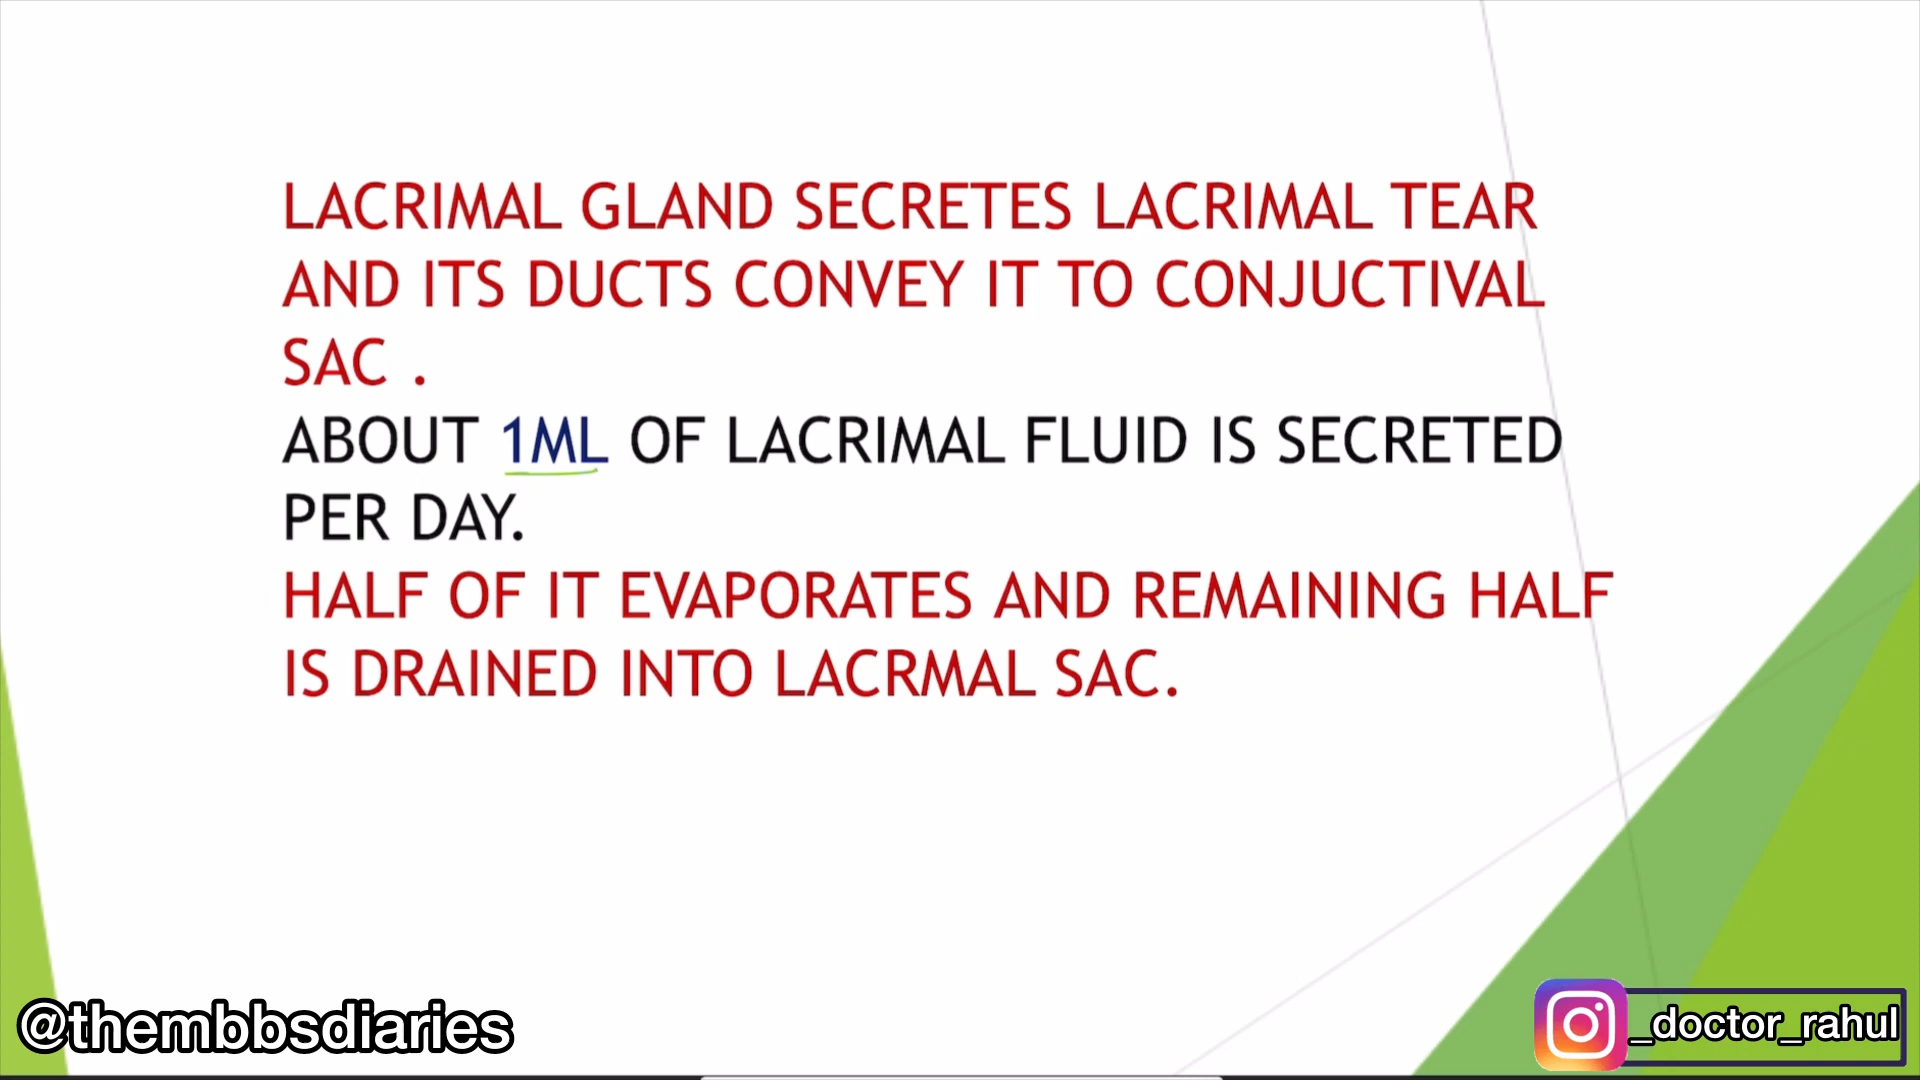 LACRIMAL GLAND SECRETES LACRIMAL TEAR
AND ITS DUCTS CONVEY IT TO CONJUCTIVAL
SAC .
ABOUT 1ML OF LACRIMAL FLUID IS SECRETED
PER DAY.
HALF OF IT EVAPORATES AND REMAINING HALF
IS DRAINED INTO LACRMAL SAC.
@thembbsdiaries
_doctor_rahul